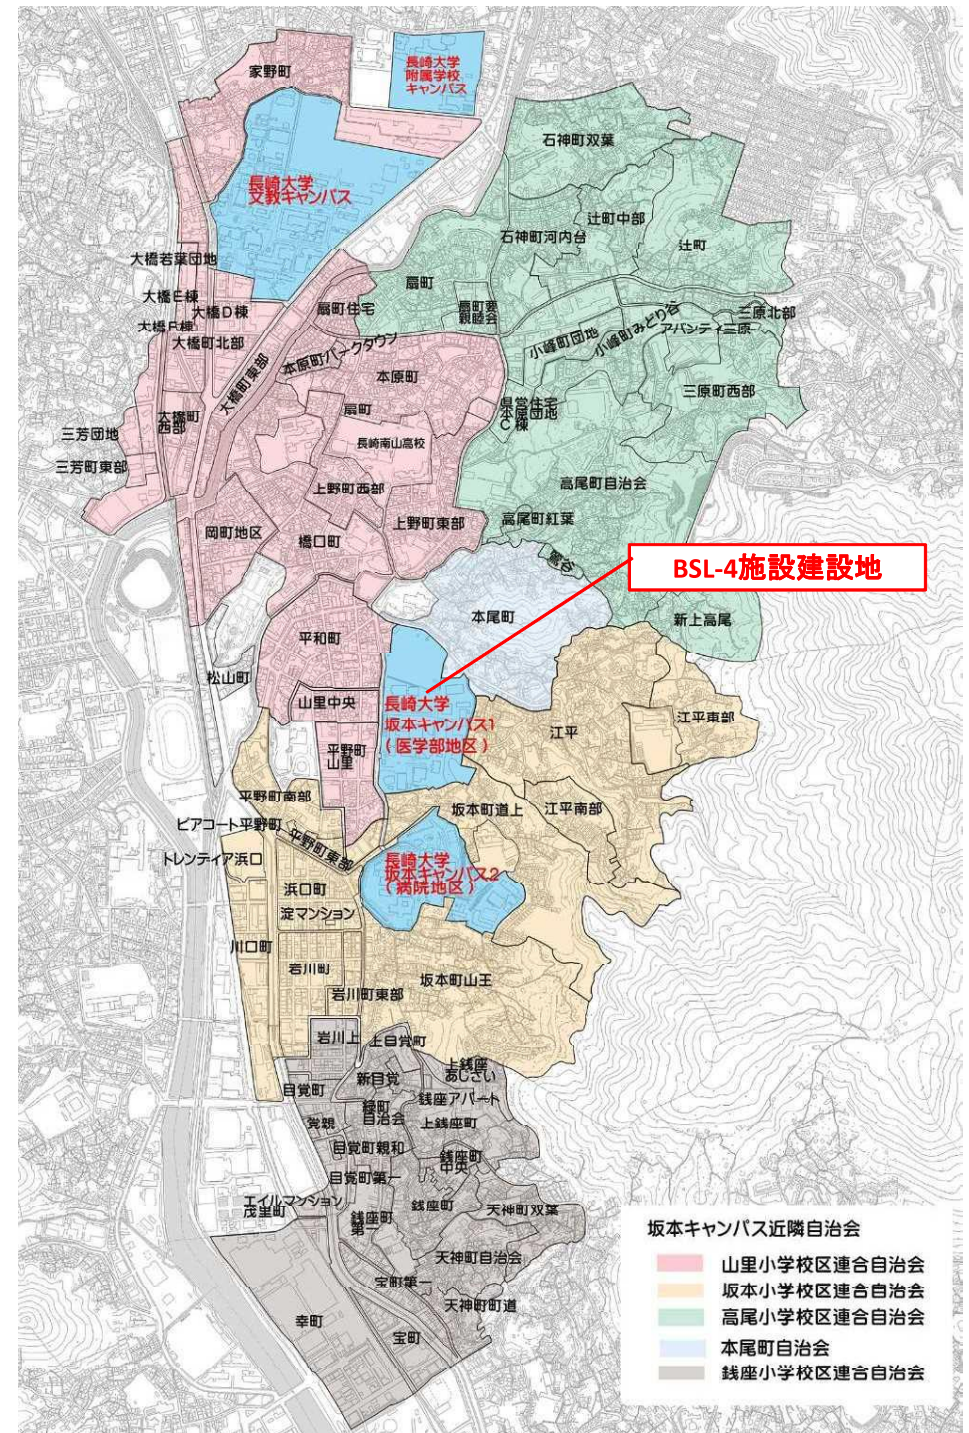 家野町
長崎大学
附属学校
キャンパス
石神町双葉
長崎大学
文教キャンパス
辻町中部
石神町河内台
辻町
大橋若葉団地
扇町
大橋E棟
扇町住宅
扇町要
親睦会
三原北部
大橋D棟
小峰町みどり谷
アバンティ三原
大橋町北部
小峰町団地
本原町パークタウン
大橋町東部
本原町
三原町西部
県営住宅
本尾団地
C棟
扇町
大橋町
西部
三芳団地
長崎南山高校
三芳町東部
上野町西部
高尾町自治会
高尾町紅葉
上野町東部
岡町地区
橋口町
BSL-4施設建設地
本尾町
新上高尾
平和町
松山町
山里中央
長崎大学
坂本キャンパス1
(医学部地区)
江平
江平東部
平野町
山里
平野町南部
坂本町道上
江平南部
ピアコート平野町
平野町東部
トレンディア浜口
長崎大学
坂本キャンパス2
(病院地区)
浜口町
淀マンション
川口町
岩川町
坂本町山王
岩川町東部
岩川上
上目覚町
上銭座
あじさい
新目覚
目覚町
銭座アパート
緑町
自治会
覚親
上銭座町
目覚町親和
銭座町
中央
目覚町第一
エイルマンション
茂里町
銭座町
天神町双葉
銭座町
第一
天神町自治会
宝町第一
天神町町道
幸町
宝町
坂本キャンパス近隣自治会
山里小学校区連合自治会
坂本小学校区連合自治会
高尾小学校区連合自治会
本尾町自治会
銭座小学校区連合自治会